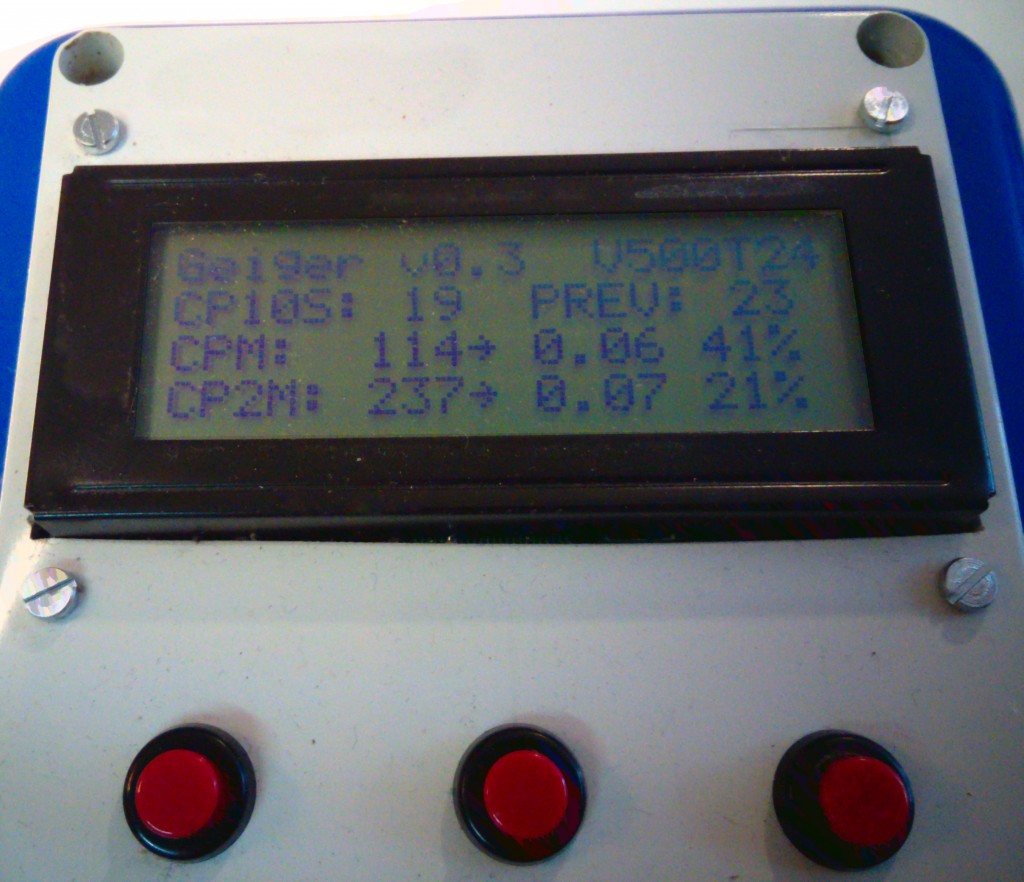 Geiger v0.3 V500T24
CP10S: 19 PREV: 23
CPM: 114→ 0.06 41%
CP2M: 237→ 0.07 21%